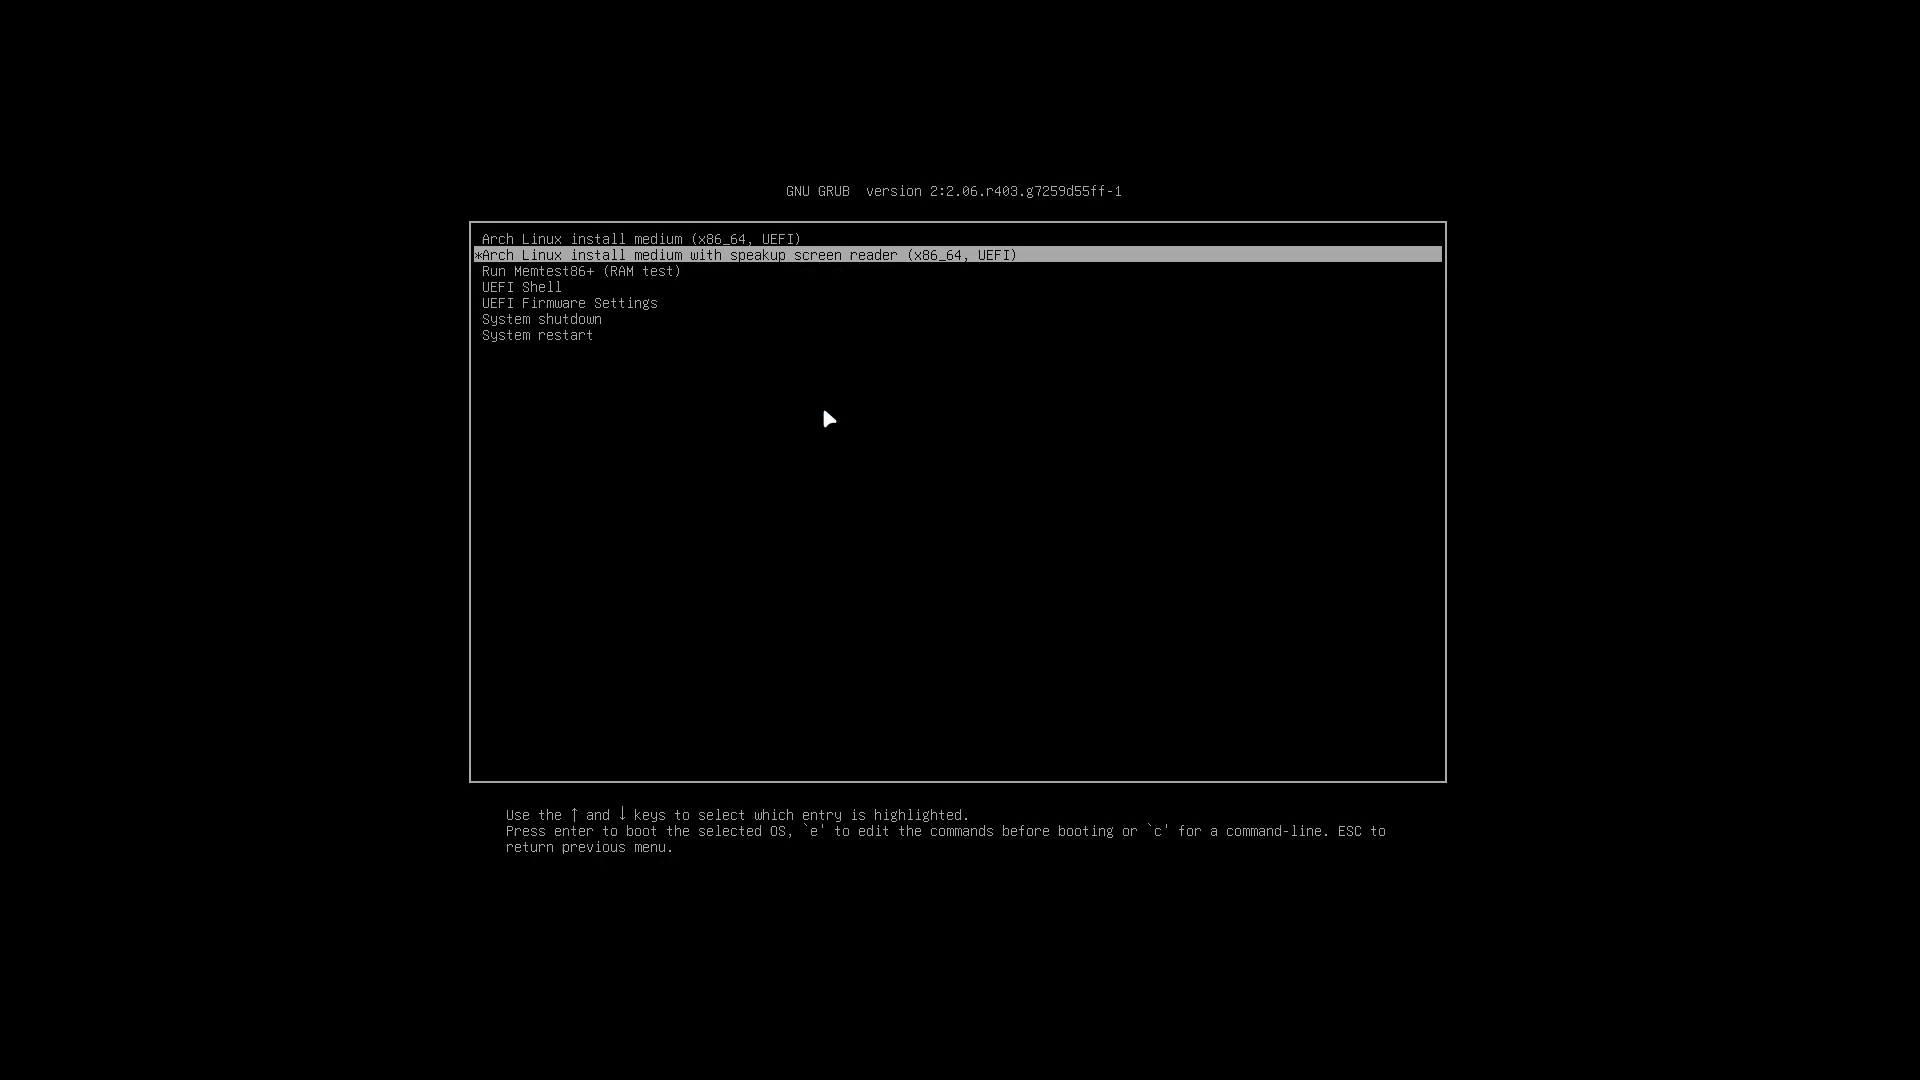 GNU GRUB  version 2:2.06.r403.g7259d55ff-1
Arch Linux install medium (x86_64, UEFI)
*Arch Linux install medium with speakup screen reader (x86_64, UEFI)
Run Memtest86+ (RAM test)
UEFI Shell
UEFI Firmware Settings
System shutdown
System restart
Use the ↑ and ↓ keys to select which entry is highlighted.
Press enter to boot the selected OS, `e' to edit the commands before booting or `c' for a command-line. ESC to
return previous menu.